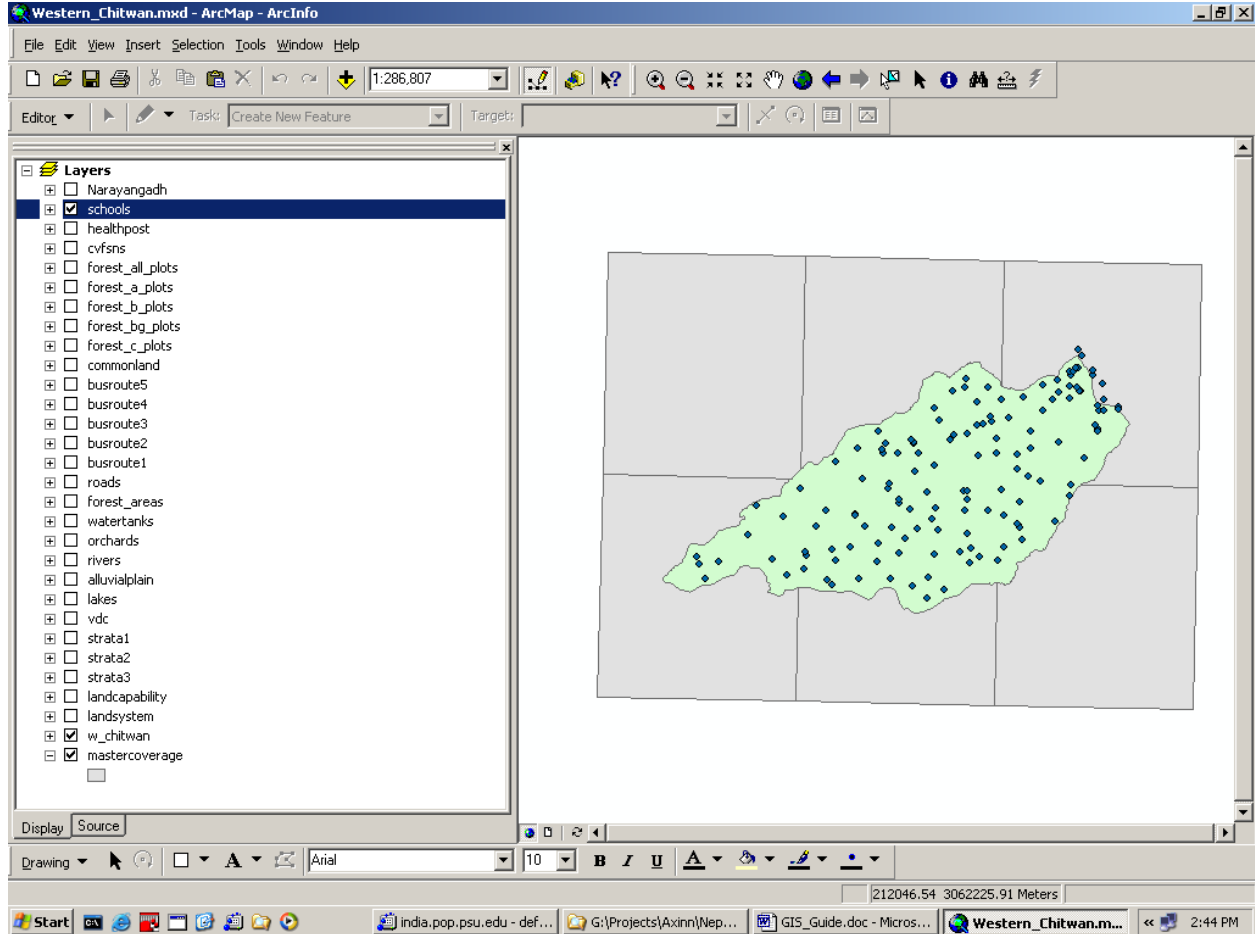 Western_Chitwan.mxd - ArcMap - ArcInfo
File Edit View Insert Selection Tools Window Help
1:286,807
Editor Task: Create New Feature Target:
Layers
Narayangadh
schools
healthpost
cvfsns
forest_all_plots
forest_a_plots
forest_b_plots
forest_bg_plots
forest_c_plots
commonland
busroute5
busroute4
busroute3
busroute2
busroute1
roads
forest_areas
watertanks
orchards
rivers
alluvialplain
lakes
vdc
strata1
strata2
strata3
landcapability
landsystem
w_chitwan
mastercoverage
Display Source
Drawing A Arial 10 B I U A
212046.54 3062225.91 Meters
Start india.pop.psu.edu - def... G:\Projects\Axinn\Nep... GIS_Guide.doc - Micros... Western_Chitwan.m... « 2:44 PM